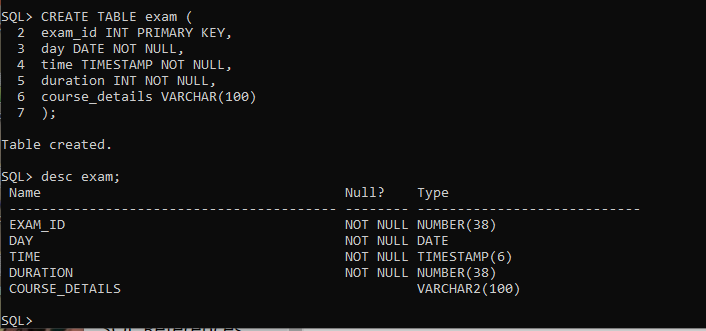 SQL> CREATE TABLE exam (
  2  exam_id INT PRIMARY KEY,
  3  day DATE NOT NULL,
  4  time TIMESTAMP NOT NULL,
  5  duration INT NOT NULL,
  6  course_details VARCHAR(100)
  7  );
Table created.
SQL> desc exam;
 Name                                      Null?    Type
 ----------------------------------------- -------- ----------------------------
 EXAM_ID                                   NOT NULL NUMBER(38)
 DAY                                       NOT NULL DATE
 TIME                                      NOT NULL TIMESTAMP(6)
 DURATION                                  NOT NULL NUMBER(38)
 COURSE_DETAILS                                     VARCHAR2(100)
SQL>